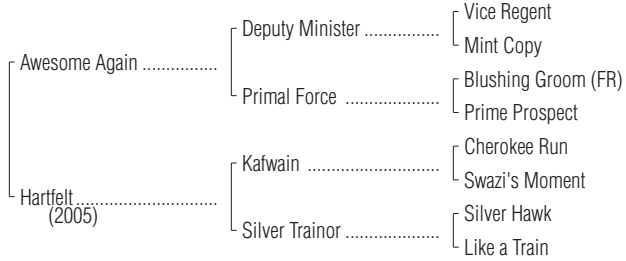 Vice Regent
Deputy Minister ................
Mint Copy
Awesome Again ................
Blushing Groom (FR)
Primal Force ....................
Prime Prospect
Cherokee Run
Kafwain ............................
Swazi's Moment
Hartfelt ..............................
(2005)
Silver Hawk
Silver Trainor ....................
Like a Train